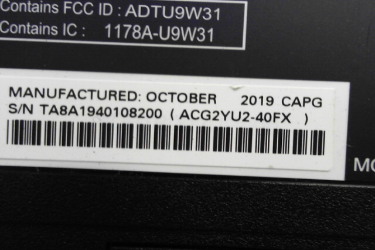 Contains FCC ID : ADTU9W31
Contains IC : 1178A-U9W31
MANUFACTURED: OCTOBER 2019 CAPG
S/N TA8A1940108200 ( ACG2YU2-40FX )